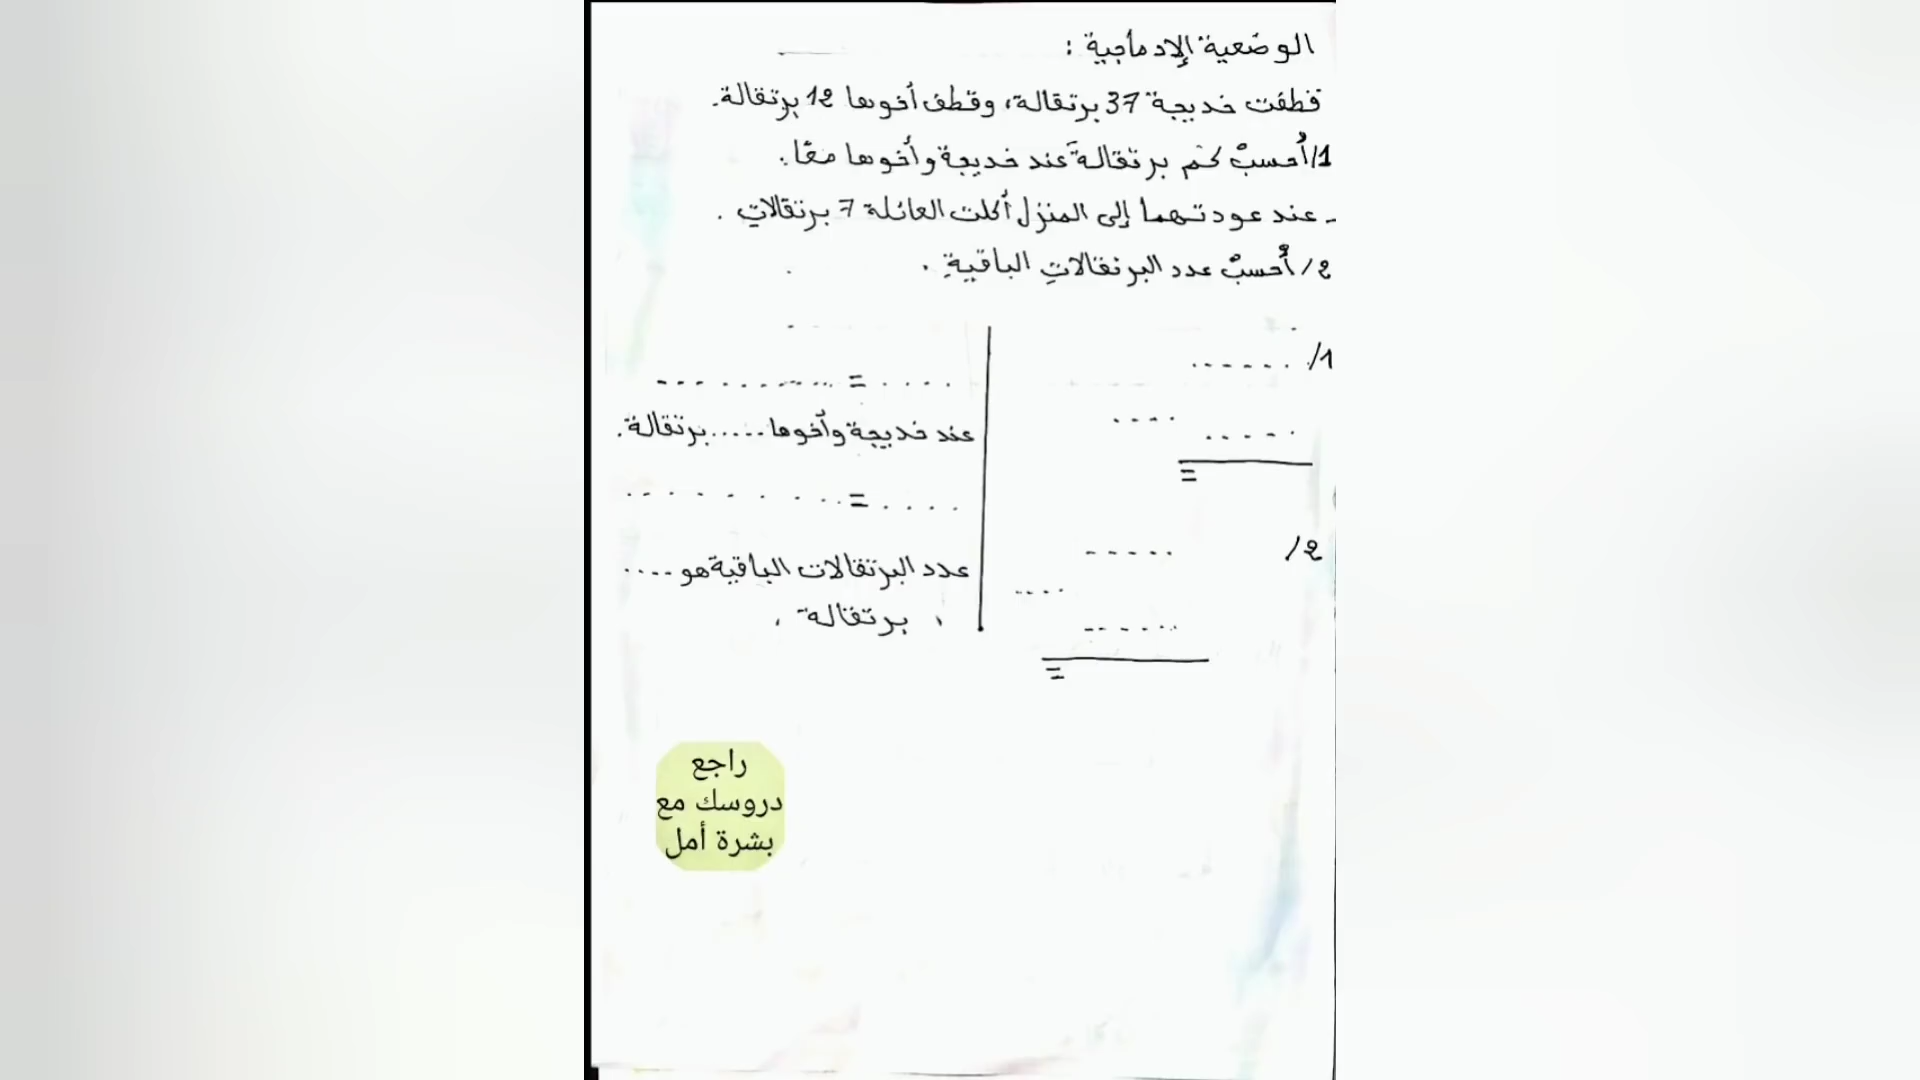 الوضعية الإدماجية :
قطفت خديجة 37 برتقالة، وقطف أخوها 12 برتقالة.
1/ أُحسبْ كم برتقالةَ عند خديجة وأخوها معًا.
- عند عودتهما إلى المنزل أكلت العائلة 7 برتقالاتٍ .
2/ أُحسبْ عدد البرتقالاتِ الباقيةِ .
1/ ......
....
.....
=
2/ .....
....
......
=
.... = ...........
عند خديجة وأخوها ..... برتقالة.
.... = .........
عدد البرتقالات الباقية هو ....
برتقالة .
راجع
دروسك مع
بشرة أمل